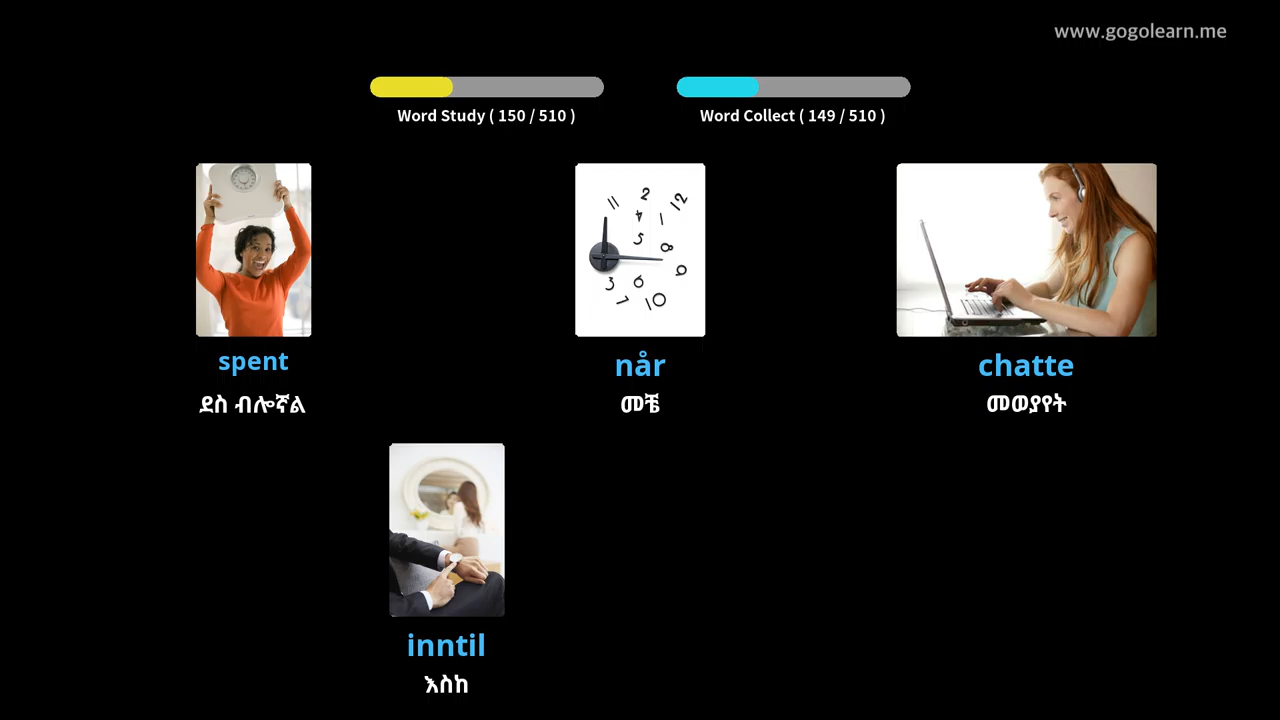 www.gogolearn.me
Word Study ( 150 / 510 )
Word Collect ( 149 / 510 )
spent
ደስ ብሎኛል
når
መቼ
chatte
መወያየት
inntil
እስከ